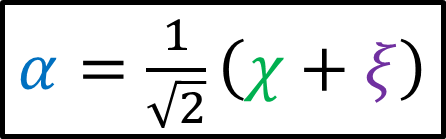 α = 1/√2 (χ + ξ)